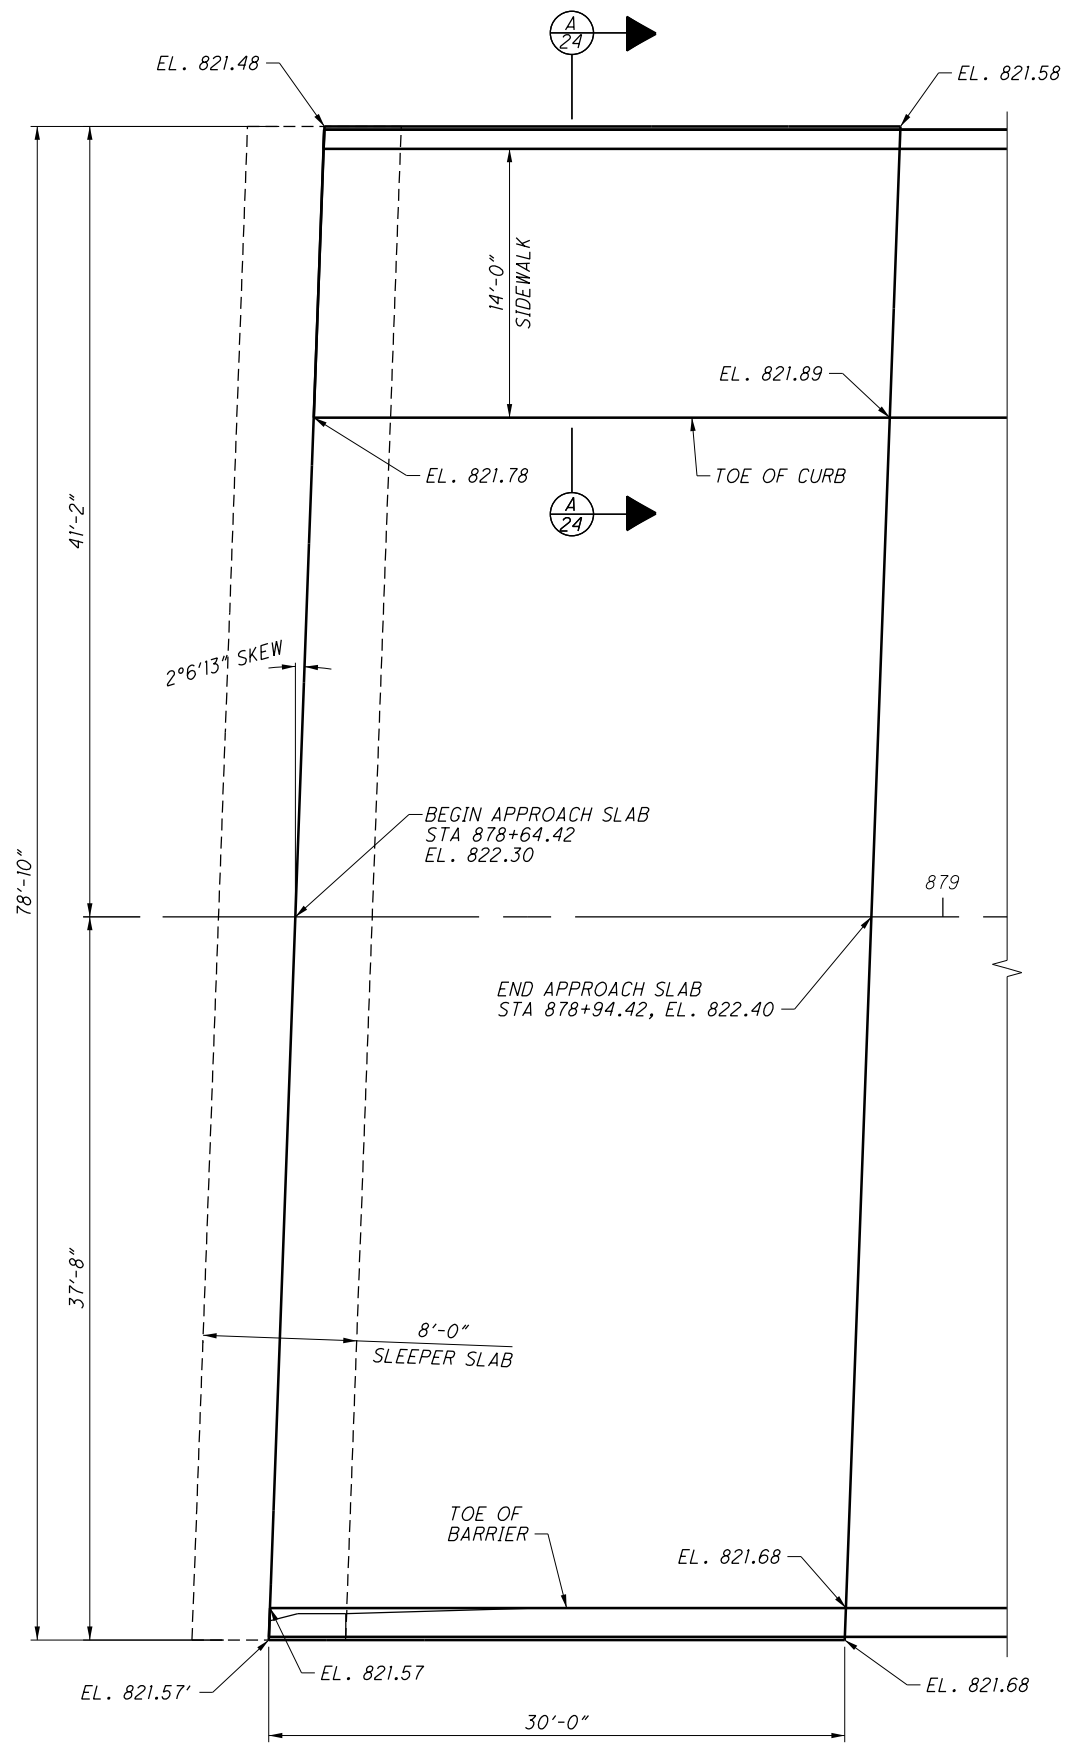 A
24
EL. 821.48
EL. 821.58
14'-0"
SIDEWALK
EL. 821.89
EL. 821.78
TOE OF CURB
A
24
41'-2"
2°6'13" SKEW
BEGIN APPROACH SLAB
STA 878+64.42
EL. 822.30
78'-10"
879
END APPROACH SLAB
STA 878+94.42, EL. 822.40
37'-8"
8'-0"
SLEEPER SLAB
TOE OF
BARRIER
EL. 821.68
EL. 821.57
EL. 821.57'
EL. 821.68
30'-0"